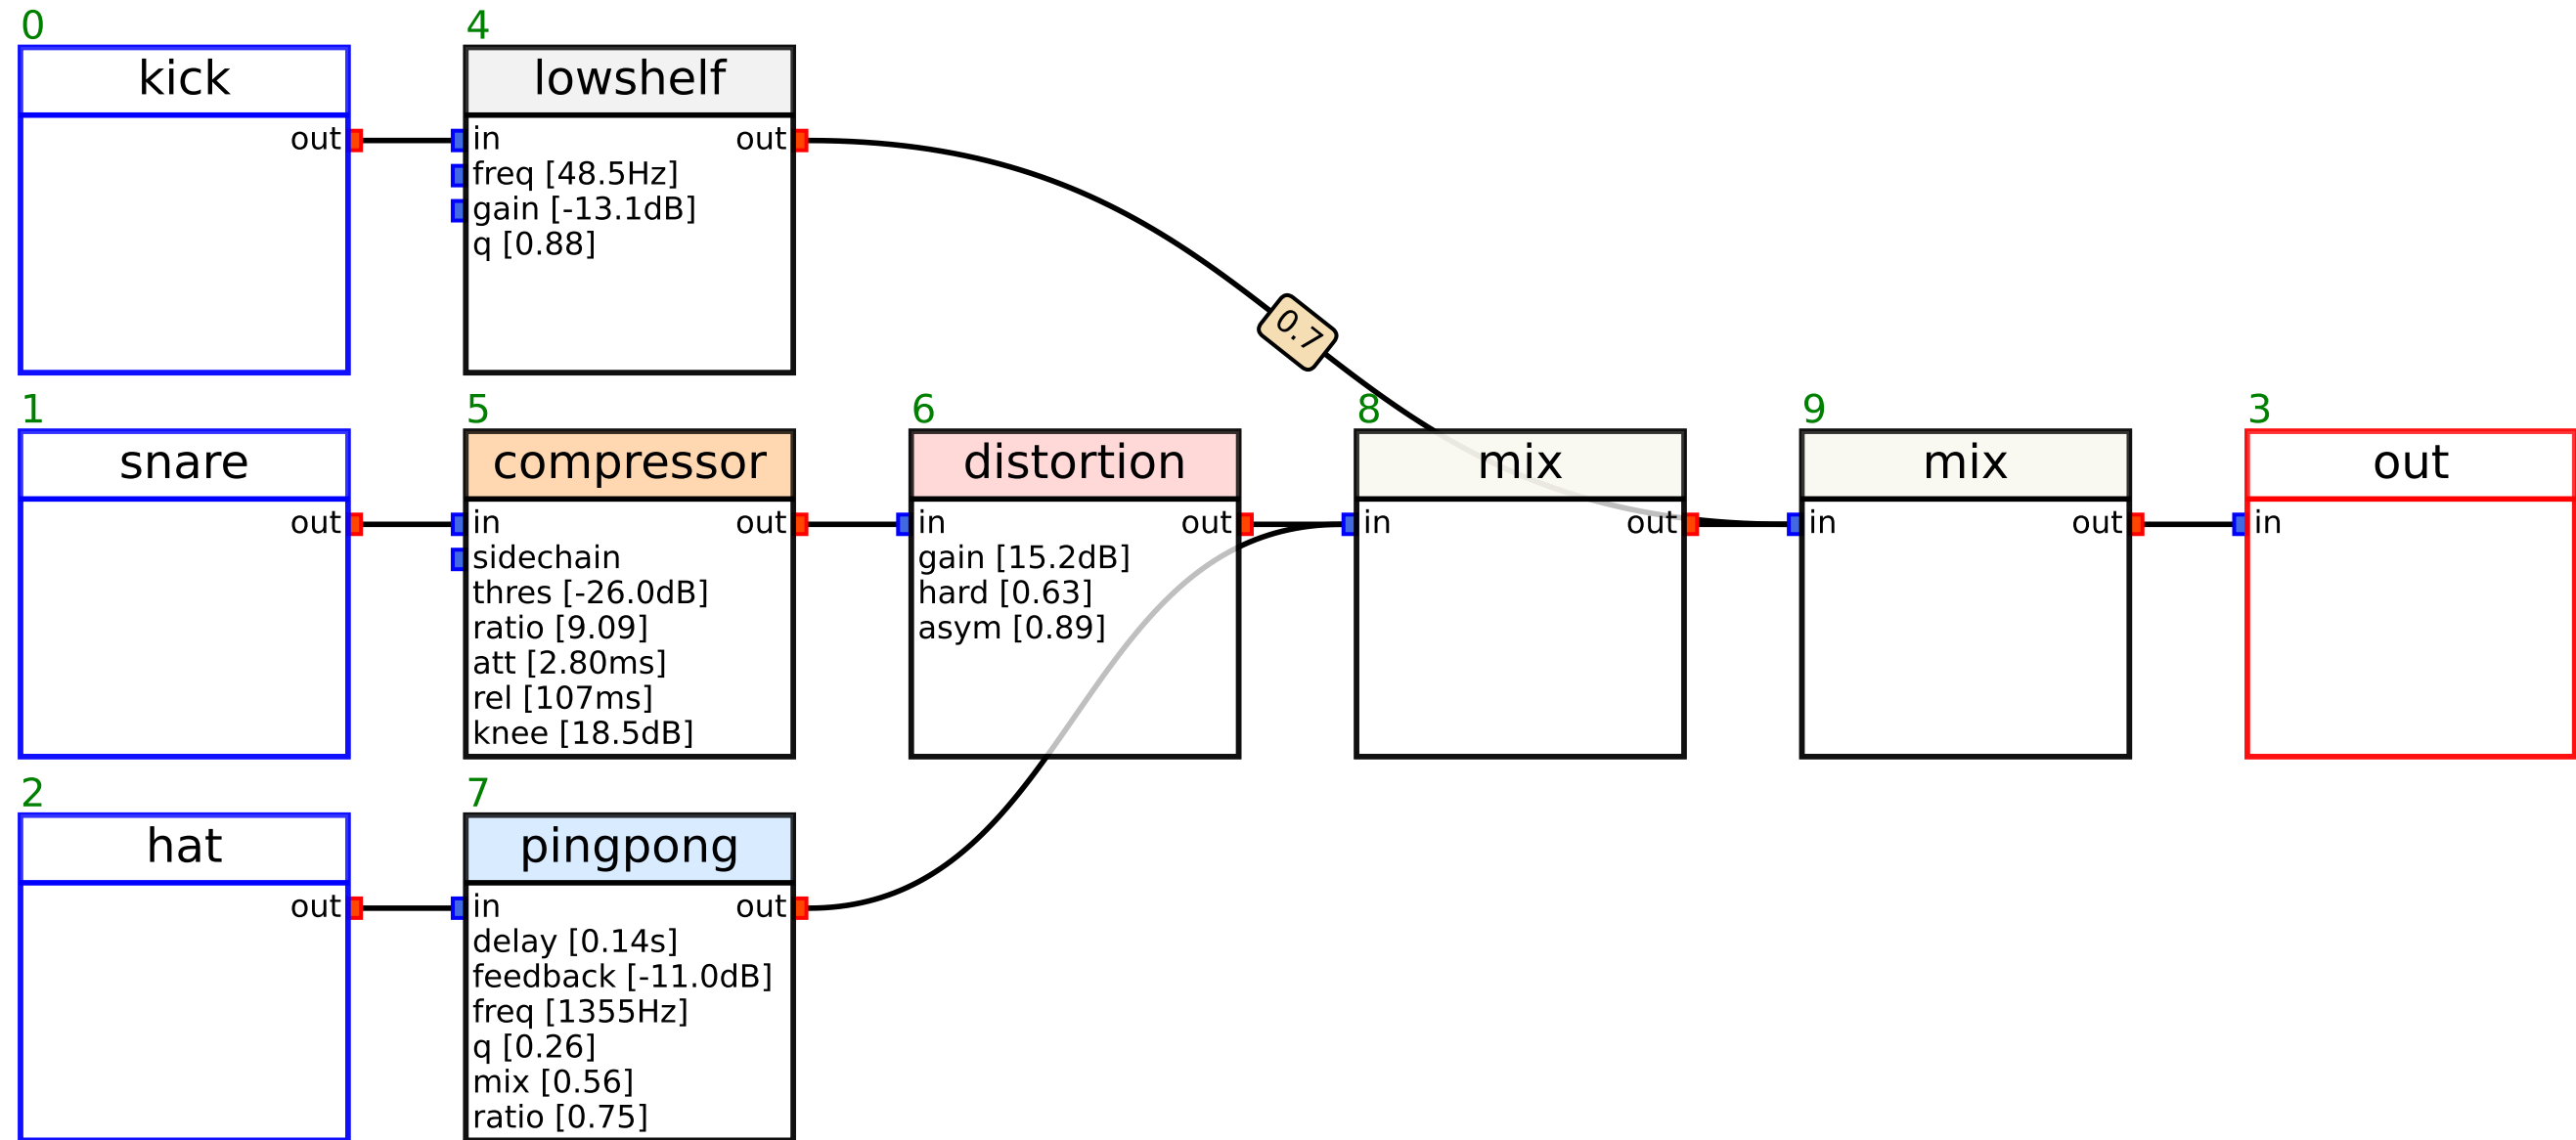 0
kick
out
4
lowshelf
in
out
freq [48.5Hz]
gain [-13.1dB]
q [0.88]
0.7
1
snare
out
5
compressor
in
out
sidechain
thres [-26.0dB]
ratio [9.09]
att [2.80ms]
rel [107ms]
knee [18.5dB]
6
distortion
in
out
gain [15.2dB]
hard [0.63]
asym [0.89]
8
mix
in
out
9
mix
in
out
3
out
in
2
hat
out
7
pingpong
in
out
delay [0.14s]
feedback [-11.0dB]
freq [1355Hz]
q [0.26]
mix [0.56]
ratio [0.75]